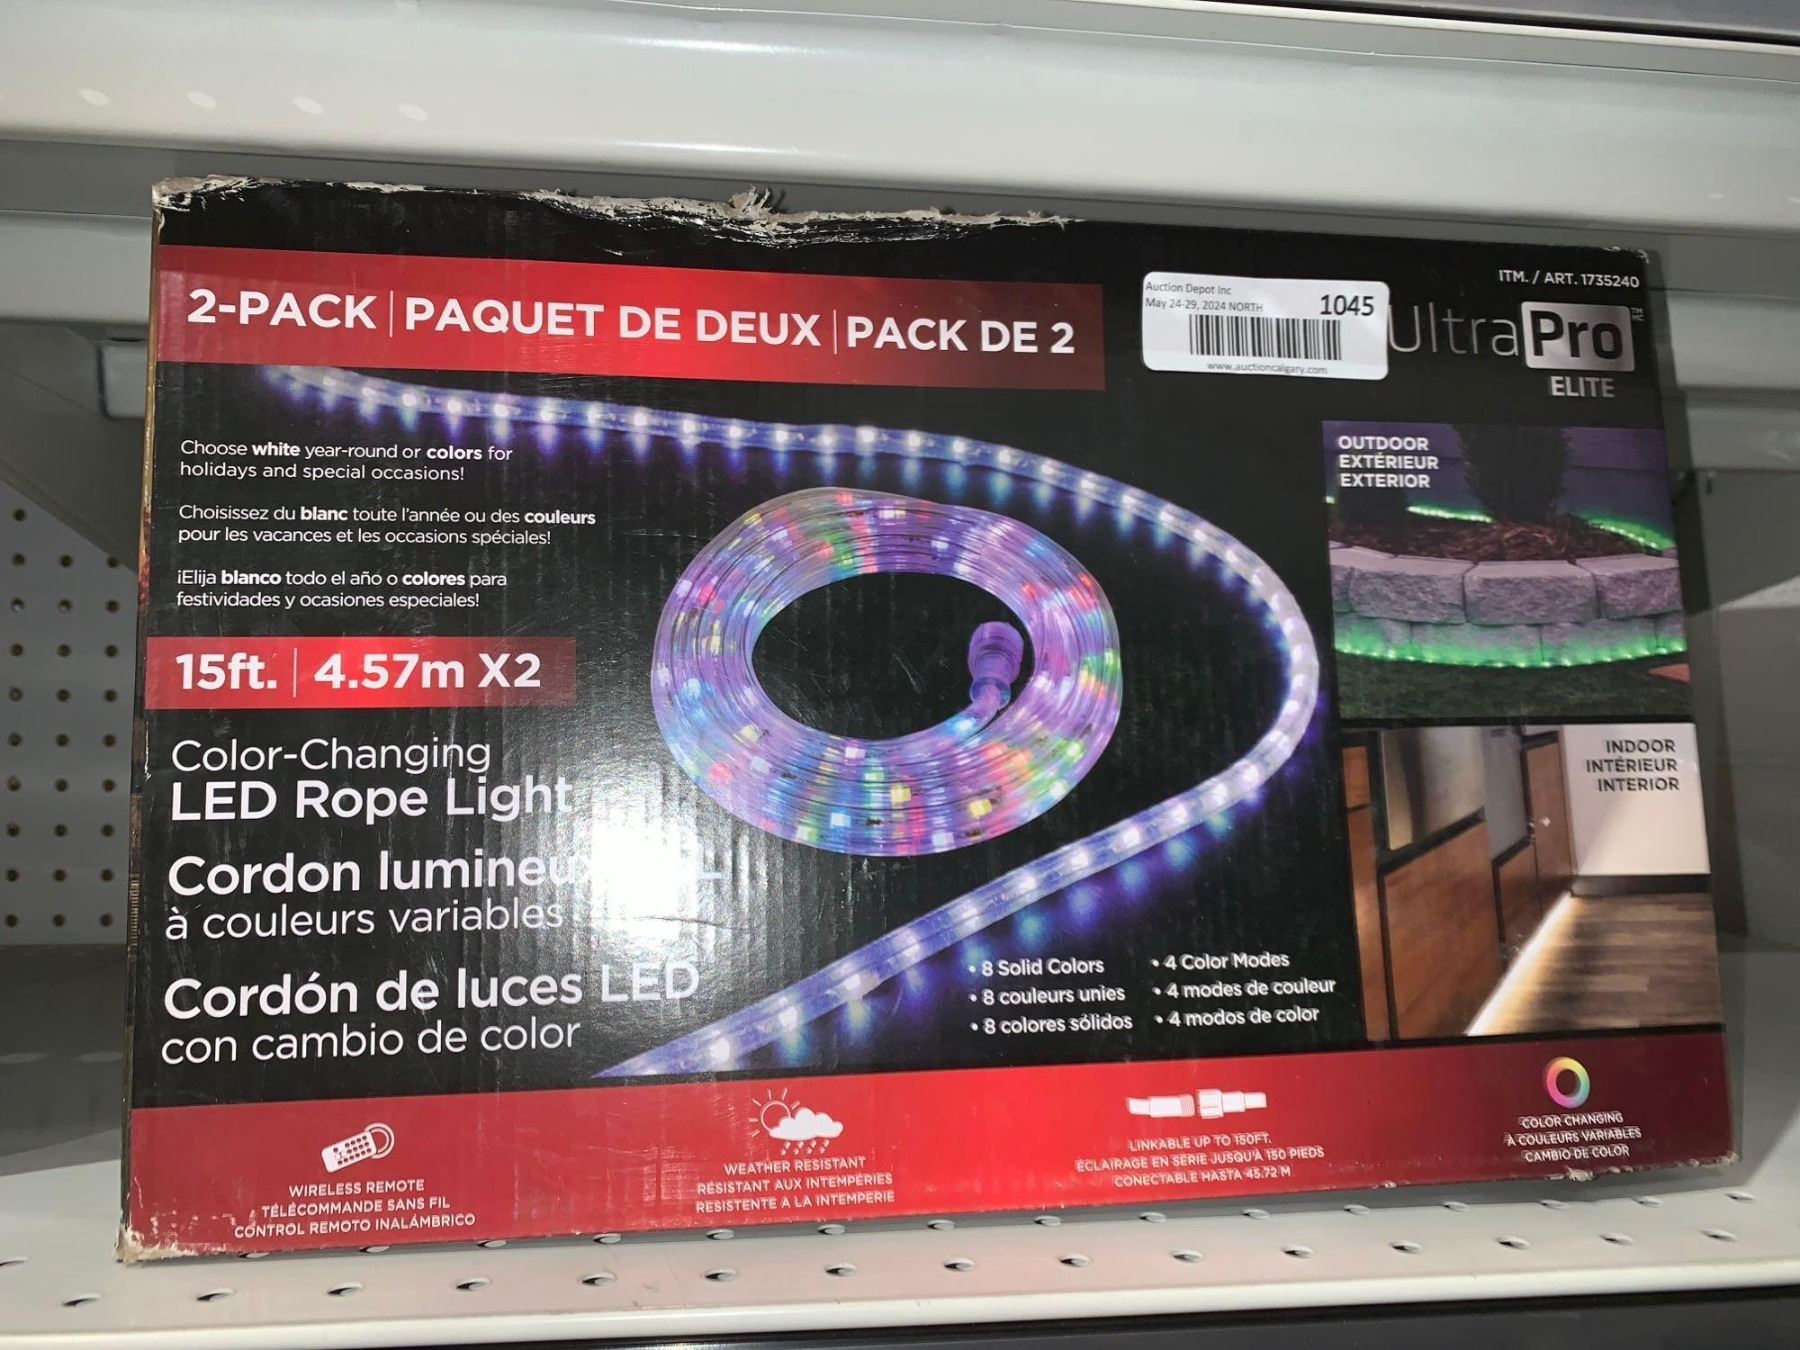 ITM. / ART. 1735240
2-PACK | PAQUET DE DEUX | PACK DE 2
Auction Depot Inc
May 24-29, 2024 NORTH
1045
www.auctioncalgary.com
UltraPro
TM
MC
ELITE
Choose white year-round or colors for
holidays and special occasions!
Choisissez du blanc toute l'année ou des couleurs
pour les vacances et les occasions spéciales!
¡Elija blanco todo el año o colores para
festividades y ocasiones especiales!
15ft. | 4.57m X2
Color-Changing
LED Rope Light
Cordon
à couleurs variables
Cordón de luces LED
con cambio de color
OUTDOOR
EXTÉRIEUR
EXTERIOR
INDOOR
INTÉRIEUR
INTERIOR
• 8 Solid Colors
• 8 couleurs unies
• 8 colores sólidos
• 4 Color Modes
• 4 modes de couleur
• 4 modos de color
WIRELESS REMOTE
TÉLÉCOMMANDE SANS FIL
CONTROL REMOTO INALÁMBRICO
WEATHER RESISTANT
RÉSISTANT AUX INTEMPÉRIES
RESISTENTE A LA INTEMPERIE
LINKABLE UP TO 150FT.
ÉCLAIRAGE EN SÉRIE JUSQU'À 150 PIEDS
CONECTABLE HASTA 45.72 M
COLOR CHANGING
À COULEURS VARIABLES
CAMBIO DE COLOR